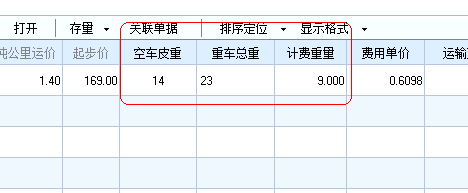 打开 存量 关联单据 排序定位 显示格式
吨公里运价 起步价 空车皮重 重车总重 计费重量 费用单价 运输
1.40 169.00 14 23 9.000 0.6098